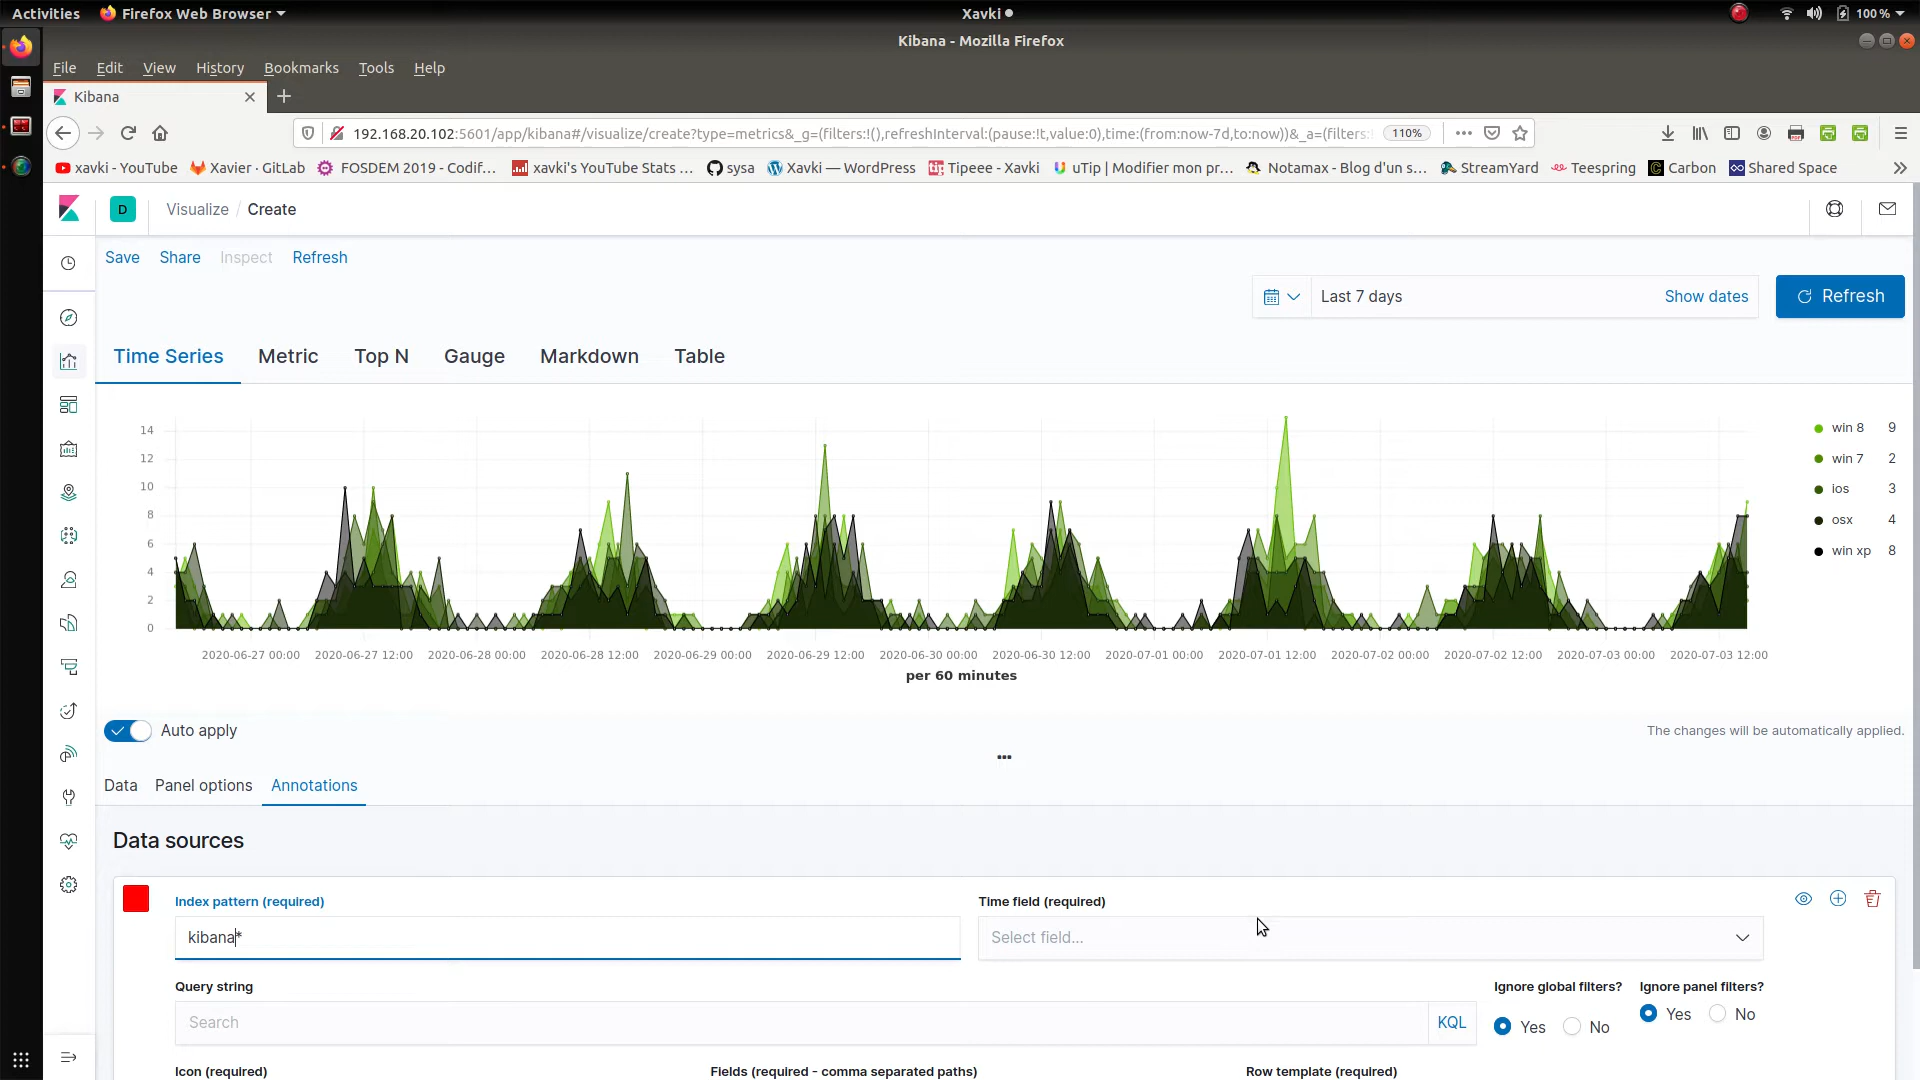 Activities Firefox Web Browser Xavki 100 %
Kibana - Mozilla Firefox
File Edit View History Bookmarks Tools Help
Kibana
192.168.20.102:5601/app/kibana#/visualize/create?type=metrics&_g=(filters:!(),refreshInterval:(pause:!t,value:0),time:(from:now-7d,to:now))&_a=(filters: 110%
xavki - YouTube Xavier · GitLab FOSDEM 2019 - Codif... xavki's YouTube Stats ... sysa Xavki — WordPress Tipeee - Xavki uTip | Modifier mon pr... Notamax - Blog d'un s... StreamYard Teespring Carbon Shared Space
D Visualize / Create
Save Share Inspect Refresh
Last 7 days Show dates Refresh
Time Series Metric Top N Gauge Markdown Table
14
12
10
8
6
4
2
0
win 8 9
win 7 2
ios 3
osx 4
win xp 8
2020-06-27 00:00 2020-06-27 12:00 2020-06-28 00:00 2020-06-28 12:00 2020-06-29 00:00 2020-06-29 12:00 2020-06-30 00:00 2020-06-30 12:00 2020-07-01 00:00 2020-07-01 12:00 2020-07-02 00:00 2020-07-02 12:00 2020-07-03 00:00 2020-07-03 12:00
per 60 minutes
Auto apply The changes will be automatically applied.
Data Panel options Annotations
Data sources
Index pattern (required) Time field (required)
kibana* Select field...
Query string Ignore global filters? Ignore panel filters?
Search KQL Yes No Yes No
Icon (required) Fields (required - comma separated paths) Row template (required)